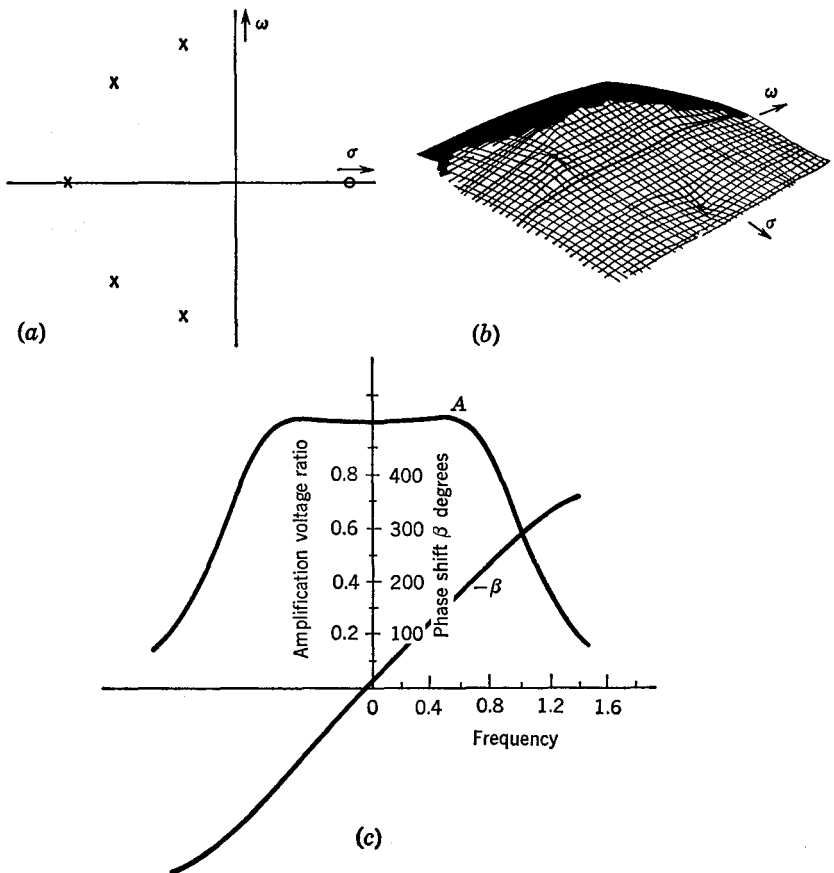 ω
σ
(a)
ω
σ
(b)
A
Amplification voltage ratio
0.8
0.6
0.4
0.2
400
300
200
100
Phase shift β degrees
−β
0 0.4 0.8 1.2 1.6
Frequency
(c)